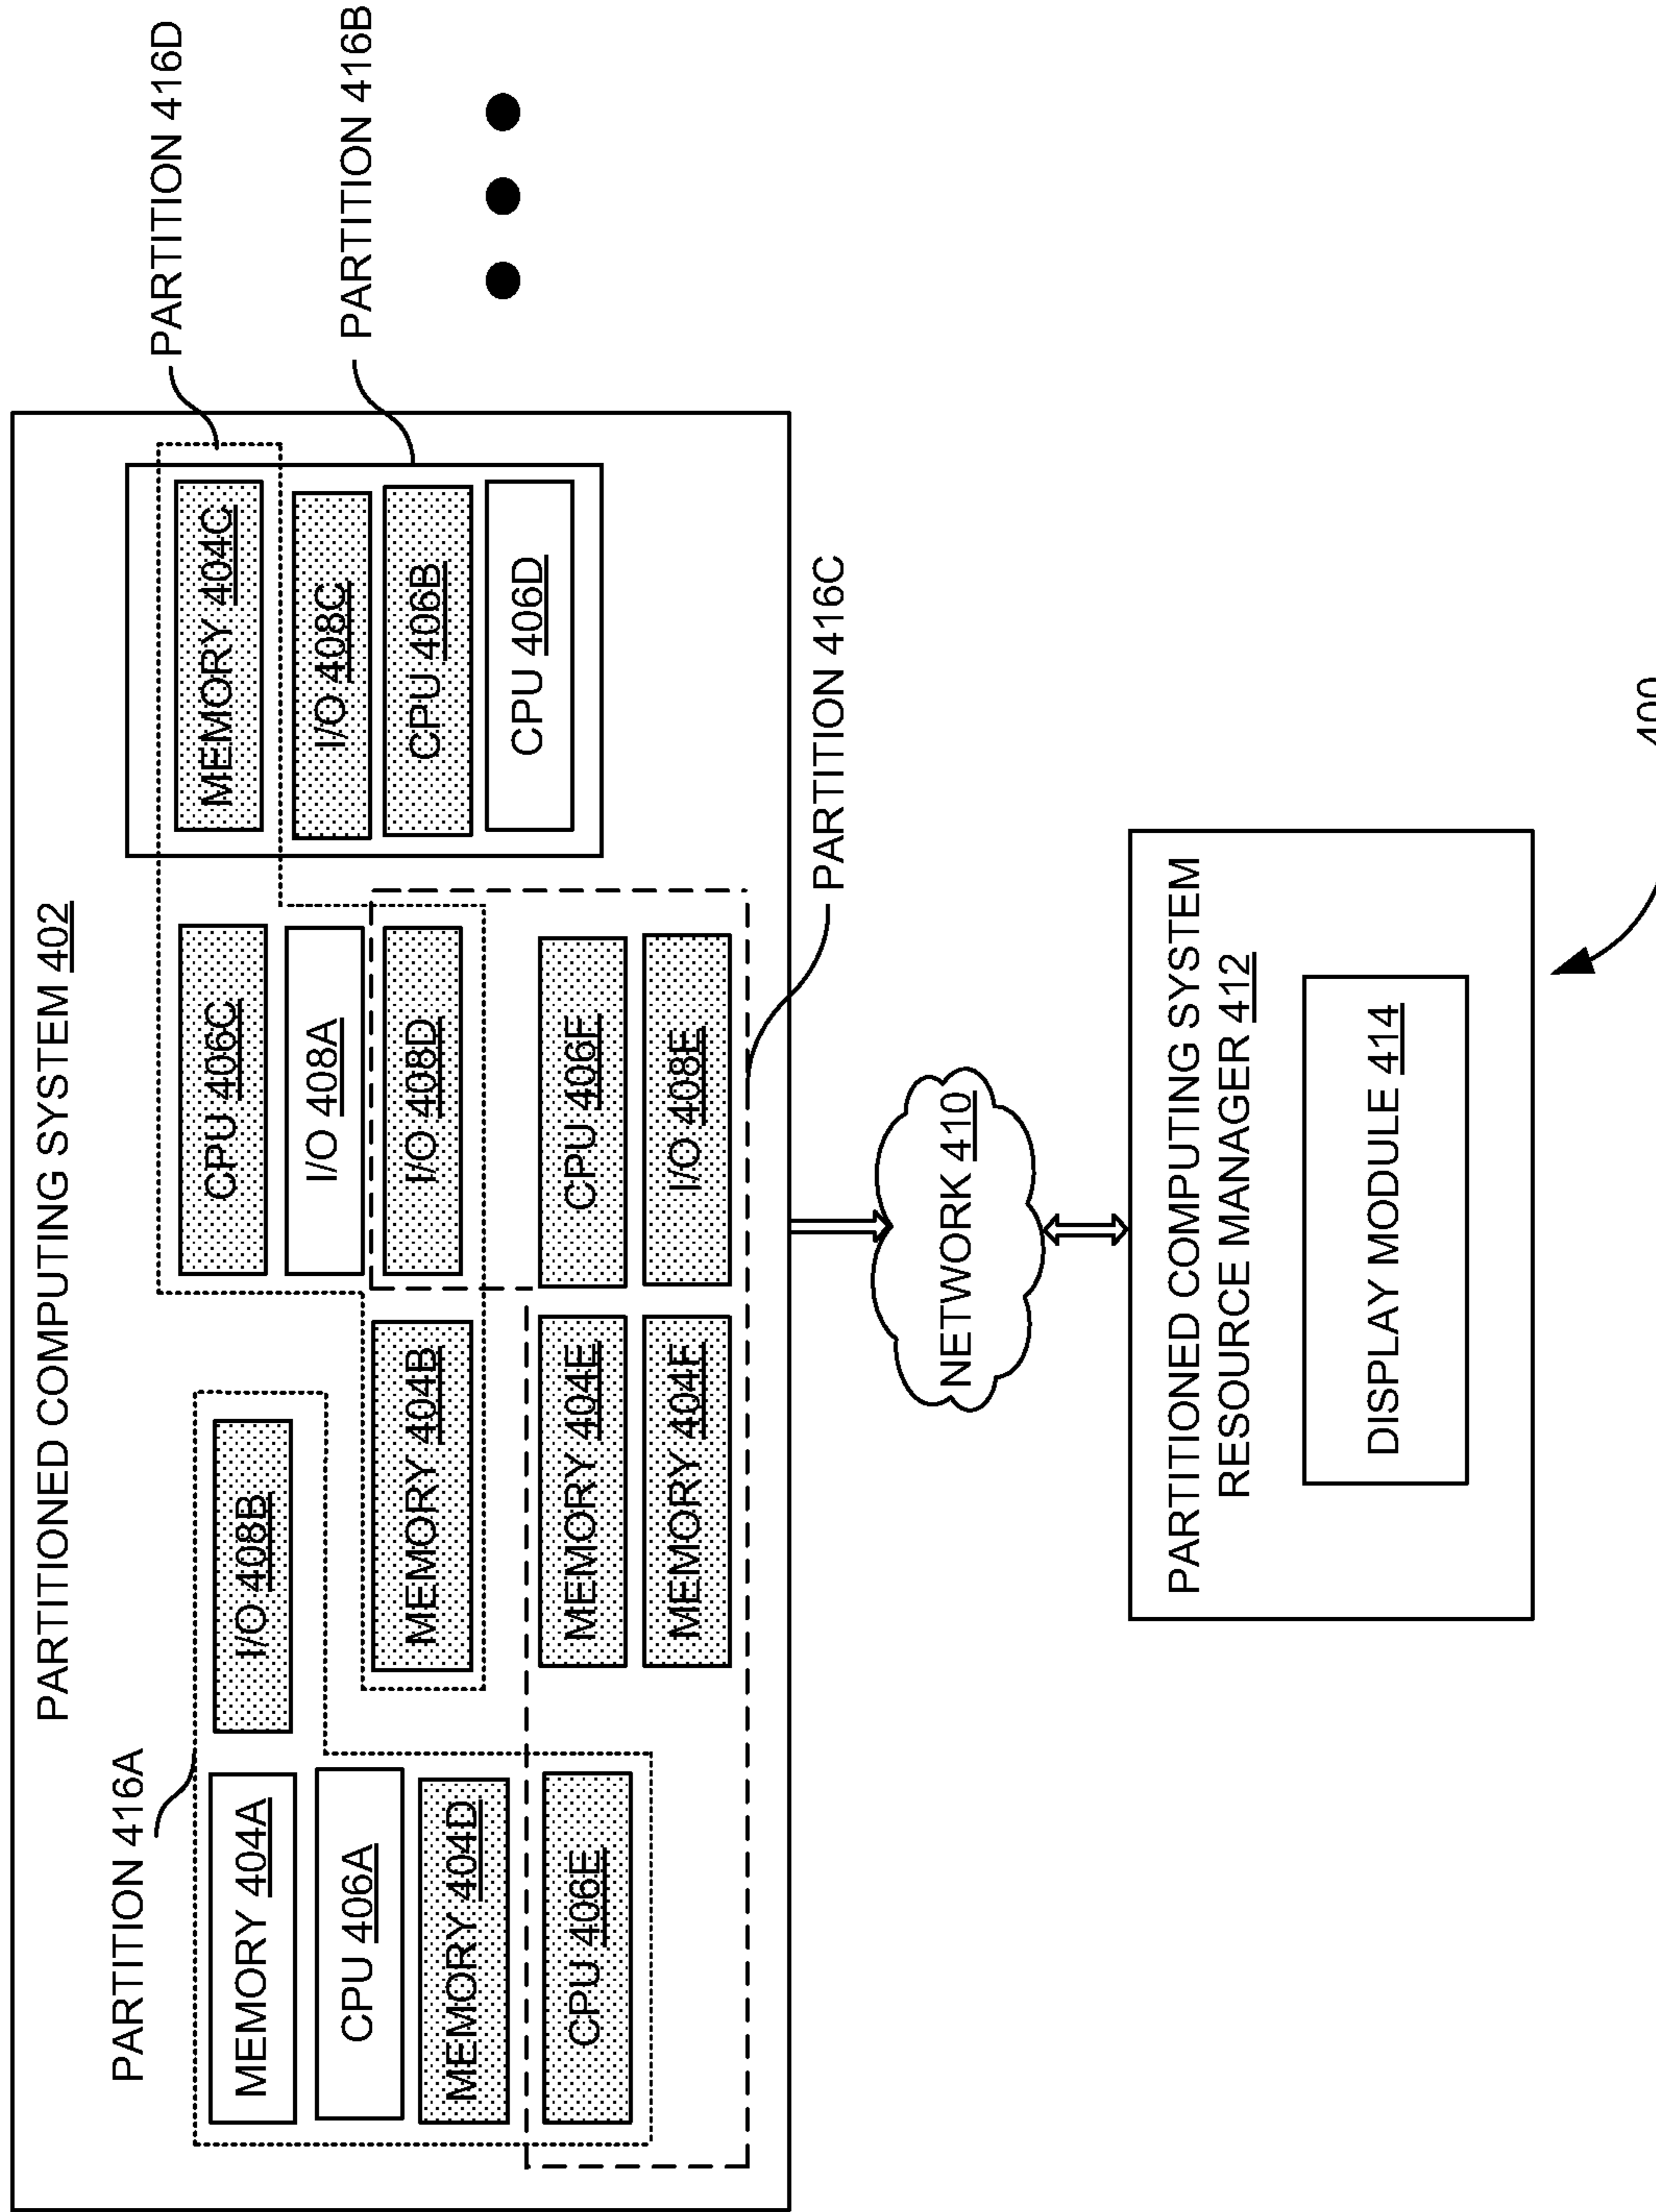 PARTITIONED COMPUTING SYSTEM 402
PARTITION 416A
PARTITION 416D
MEMORY 404A
I/O 408B
CPU 406C
MEMORY 404C
PARTITION 416B
CPU 406A
I/O 408A
I/O 408C
MEMORY 404D
MEMORY 404B
I/O 408D
CPU 406B
CPU 406D
CPU 406E
MEMORY 404E
CPU 406F
MEMORY 404F
I/O 408E
PARTITION 416C
NETWORK 410
PARTITIONED COMPUTING SYSTEM
RESOURCE MANAGER 412
DISPLAY MODULE 414
400